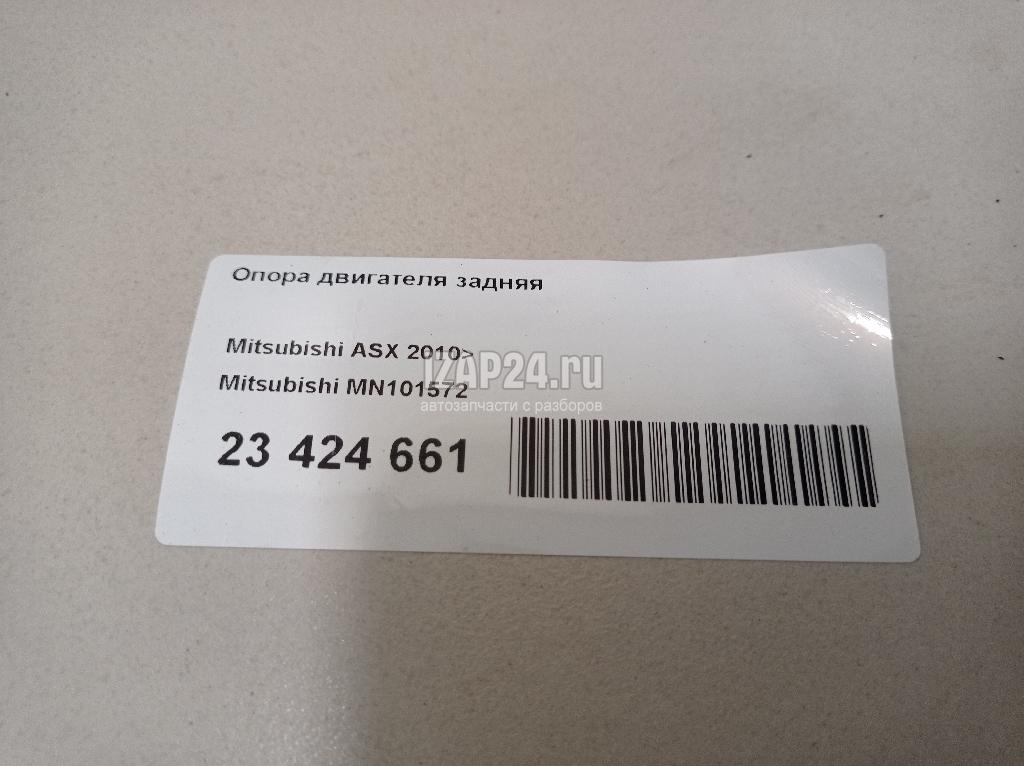 Опора двигателя задняя
Mitsubishi ASX 2010>
Mitsubishi MN101572
23 424 661
IZAP24.ru
автозапчасти с разборов